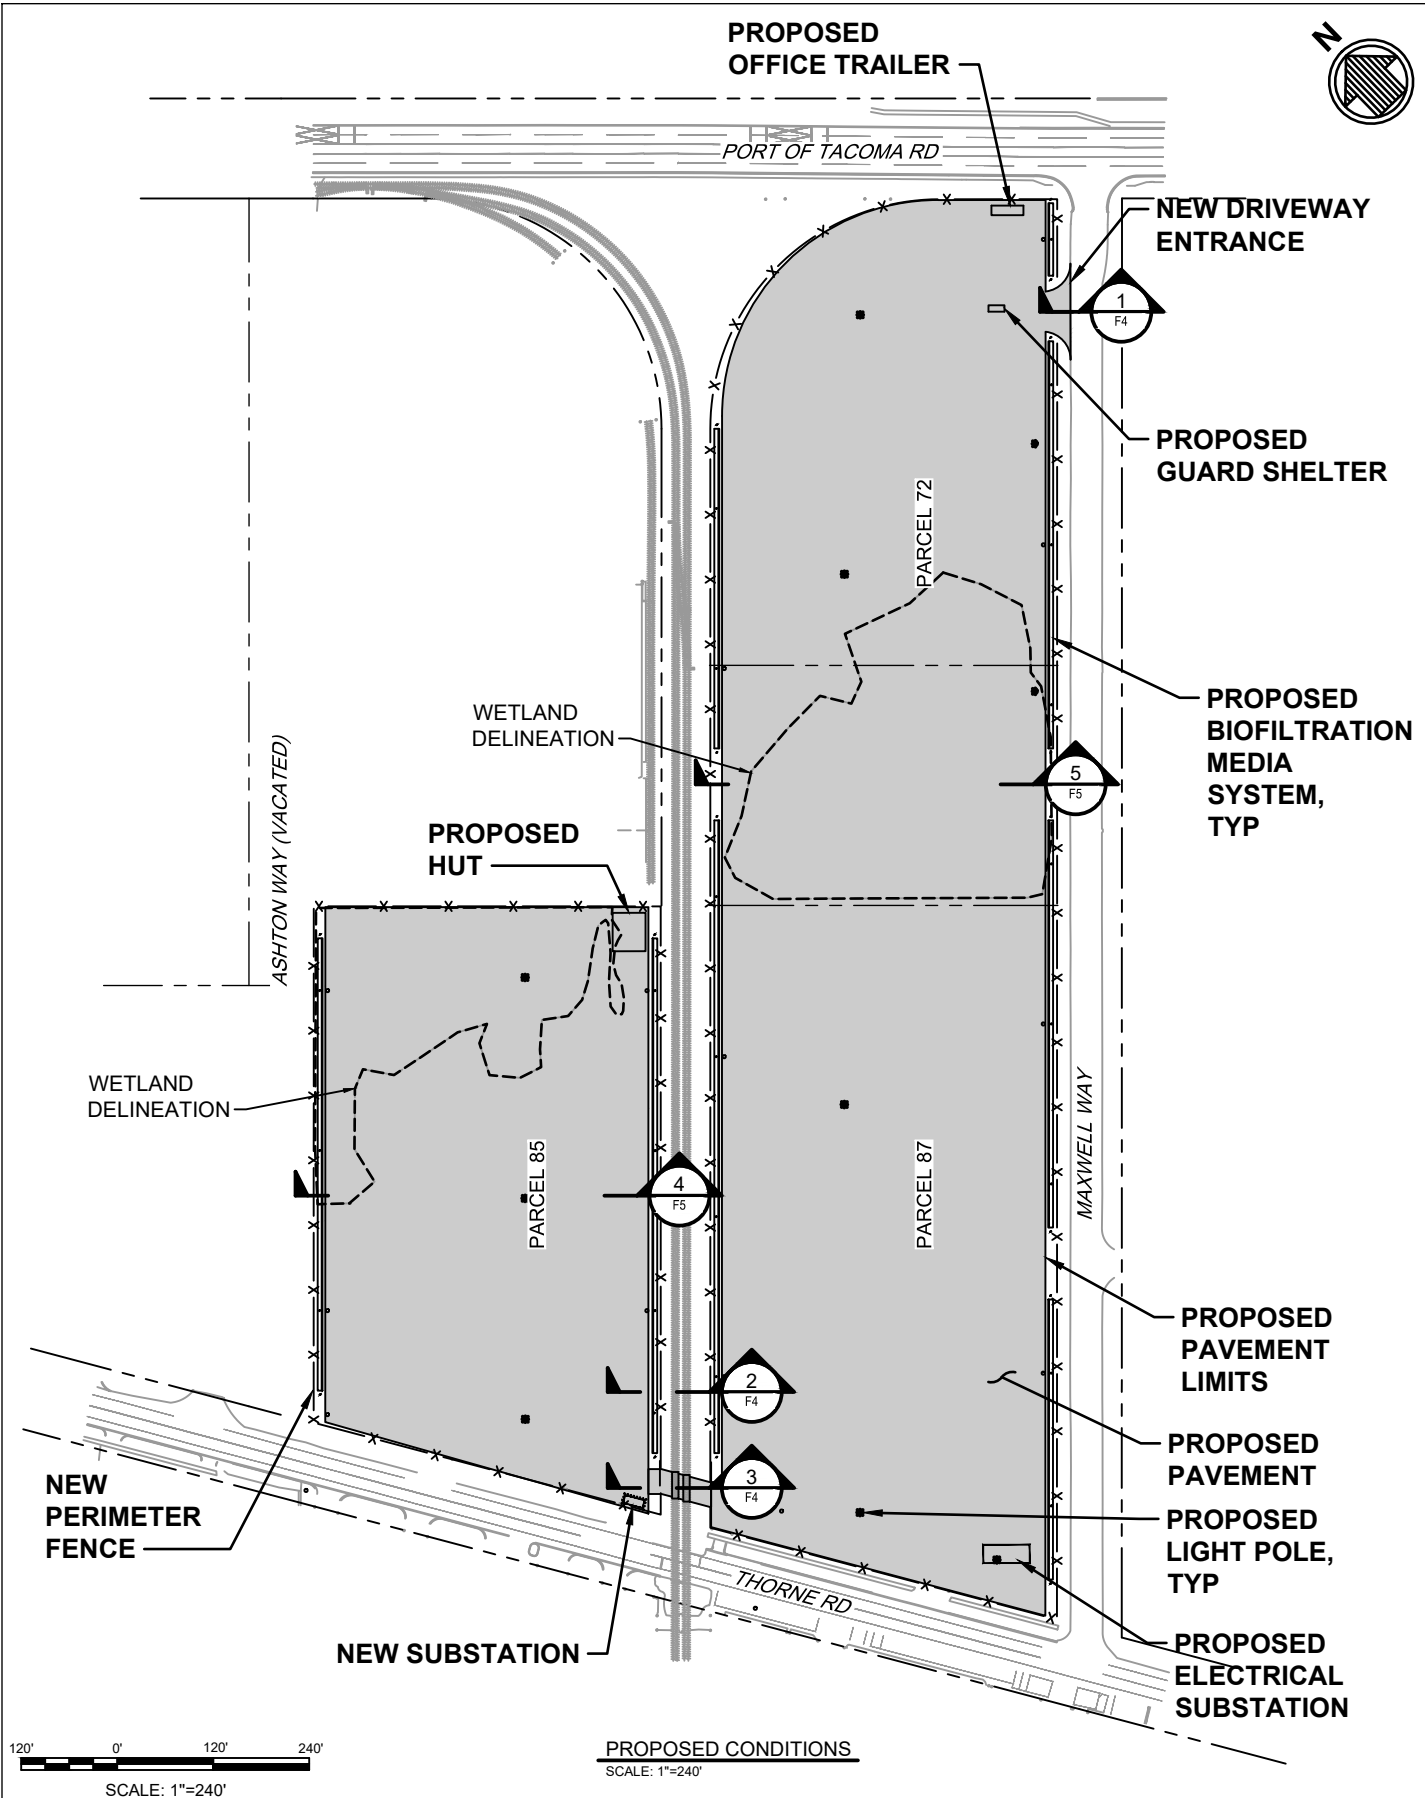 PROPOSED
OFFICE TRAILER
N
PORT OF TACOMA RD
NEW DRIVEWAY
ENTRANCE
1
F4
PROPOSED
GUARD SHELTER
PARCEL 72
WETLAND
DELINEATION
PROPOSED
BIOFILTRATION
MEDIA
SYSTEM,
TYP
5
F5
ASHTON WAY (VACATED)
PROPOSED
HUT
WETLAND
DELINEATION
PARCEL 85
4
F5
PARCEL 87
MAXWELL WAY
PROPOSED
PAVEMENT
LIMITS
2
F4
PROPOSED
PAVEMENT
3
F4
NEW
PERIMETER
FENCE
PROPOSED
LIGHT POLE,
TYP
THORNE RD
NEW SUBSTATION
PROPOSED
ELECTRICAL
SUBSTATION
120' 0' 120' 240'
SCALE: 1"=240'
PROPOSED CONDITIONS
SCALE: 1"=240'